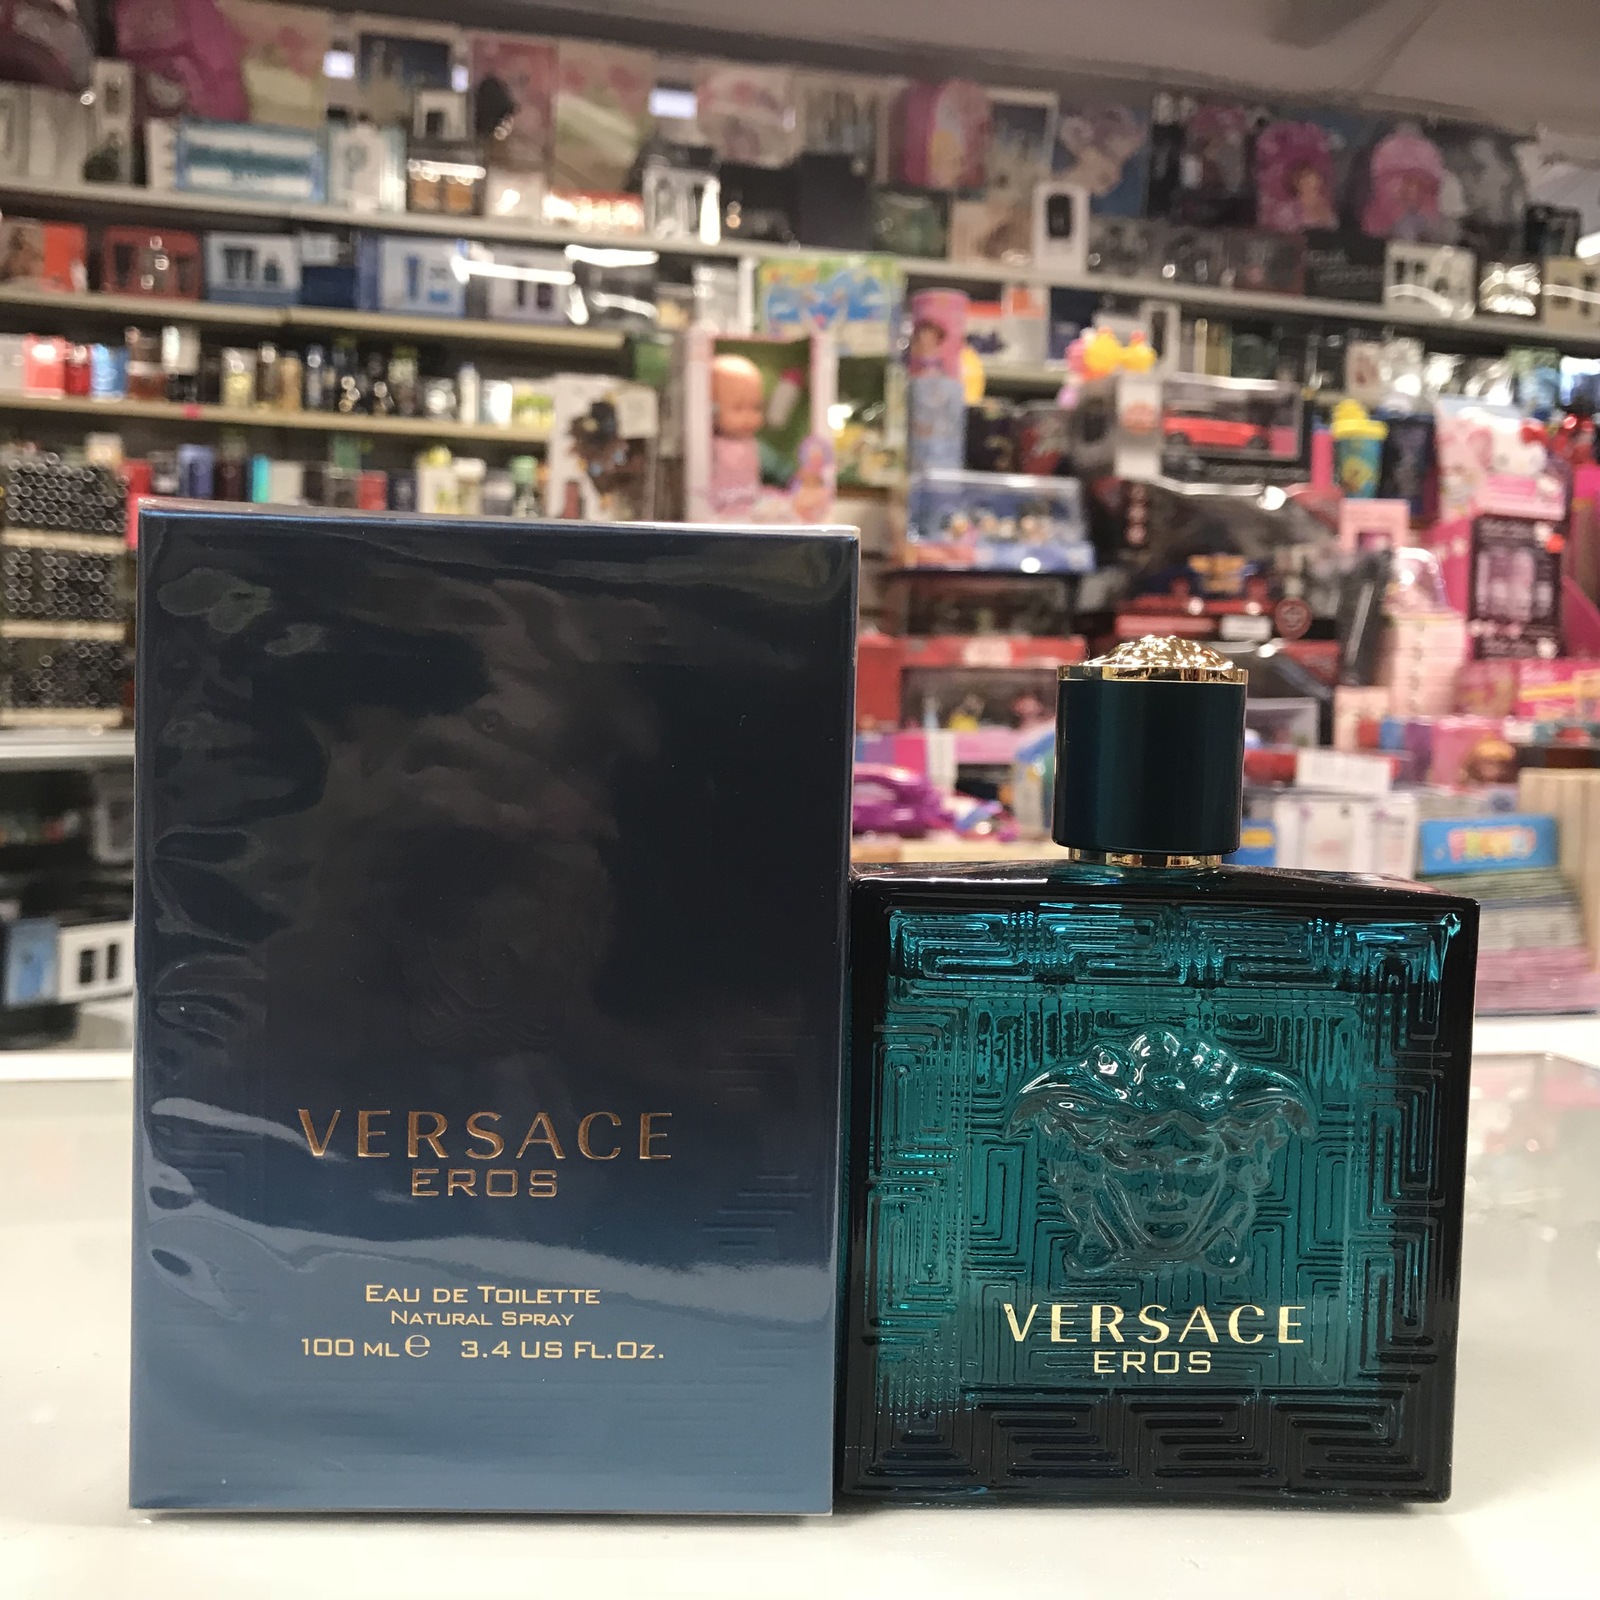 VERSACE
EROS
EAU DE TOILETTE
NATURAL SPRAY
100 ML ℮ 3.4 US FL.OZ.
VERSACE
EROS